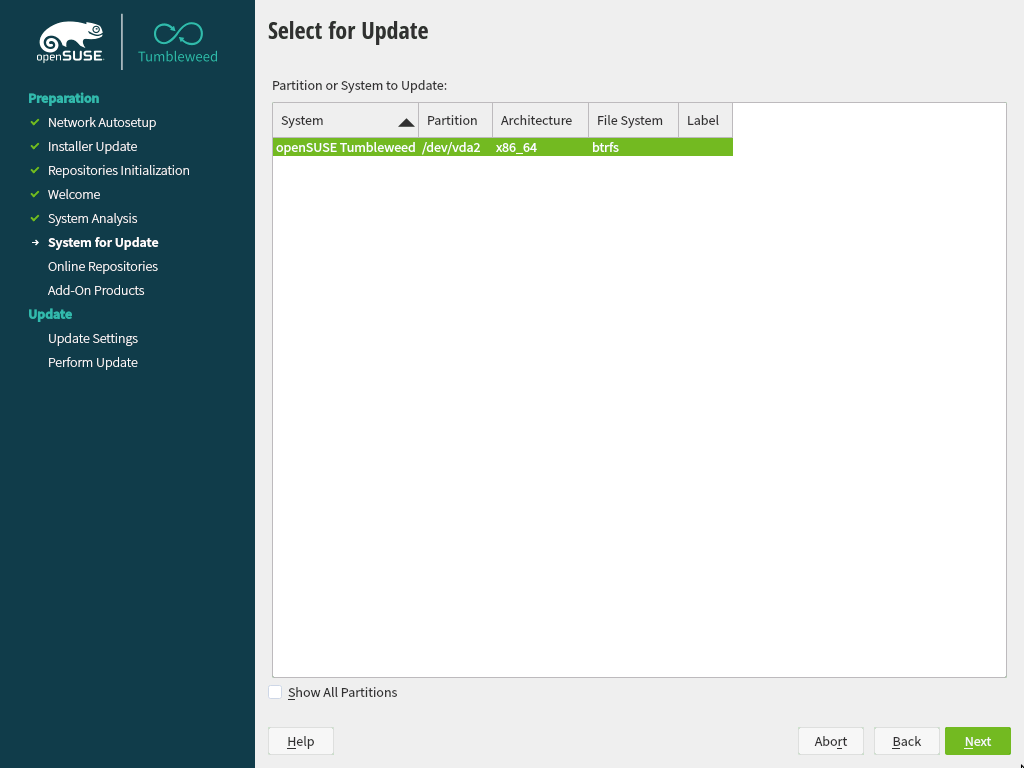 openSUSE.
Tumbleweed
Preparation
Network Autosetup
Installer Update
Repositories Initialization
Welcome
System Analysis
System for Update
Online Repositories
Add-On Products
Update
Update Settings
Perform Update
Select for Update
Partition or System to Update:
System Partition Architecture File System Label
openSUSE Tumbleweed /dev/vda2 x86_64 btrfs
Show All Partitions
Help Abort Back Next